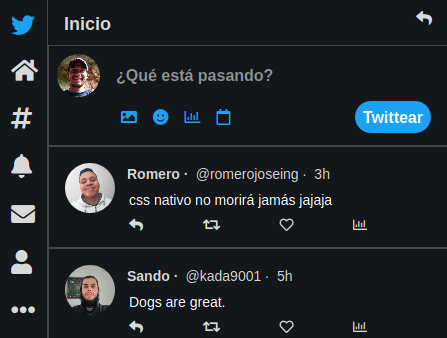 Inicio
¿Qué está pasando?
Twittear
Romero · @romerojoseing · 3h
css nativo no morirá jamás jajaja
Sando · @kada9001 · 5h
Dogs are great.